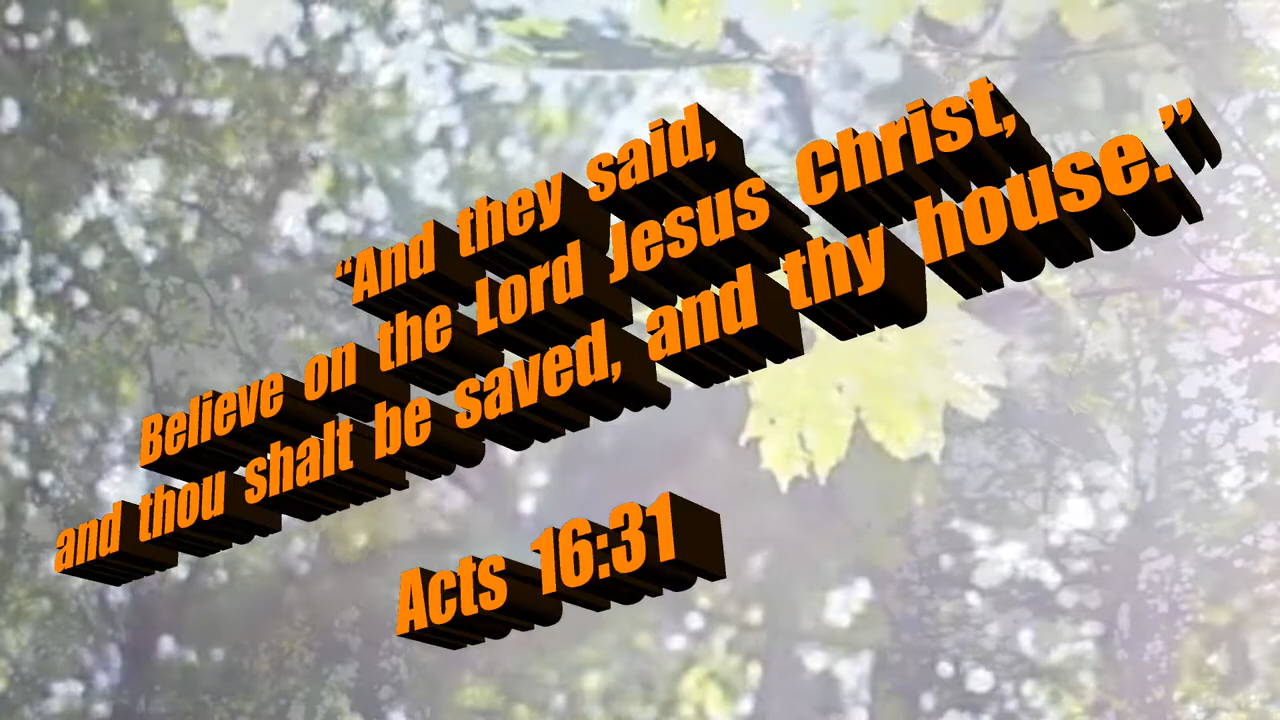 “And they said,
Believe on the Lord Jesus Christ,
and thou shalt be saved, and thy house.”
Acts 16:31